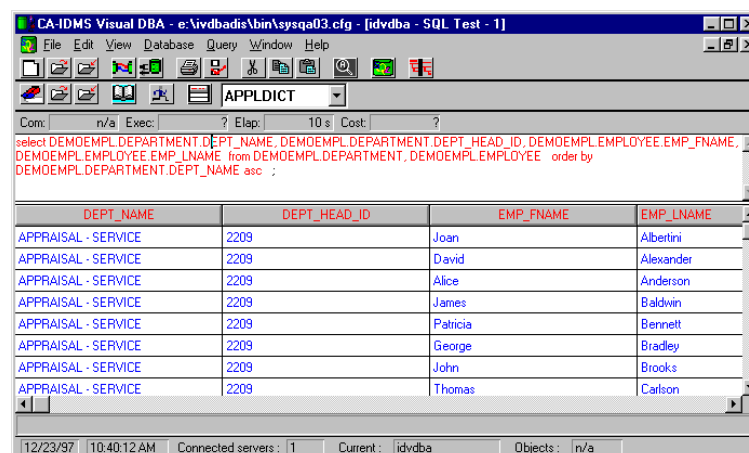 CA-IDMS Visual DBA - e:\ivdbadis\bin\sysqa03.cfg - [idvdba - SQL Test - 1]
File Edit View Database Query Window Help
APPLDICT
Com: n/a Exec: ? Elap: 10 s Cost: ?
select DEMOEMPL.DEPARTMENT.DEPT_NAME, DEMOEMPL.DEPARTMENT.DEPT_HEAD_ID, DEMOEMPL.EMPLOYEE.EMP_FNAME,
DEMOEMPL.EMPLOYEE.EMP_LNAME from DEMOEMPL.DEPARTMENT, DEMOEMPL.EMPLOYEE order by
DEMOEMPL.DEPARTMENT.DEPT_NAME asc ;
DEPT_NAME DEPT_HEAD_ID EMP_FNAME EMP_LNAME
APPRAISAL - SERVICE 2209 Joan Albertini
APPRAISAL - SERVICE 2209 David Alexander
APPRAISAL - SERVICE 2209 Alice Anderson
APPRAISAL - SERVICE 2209 James Baldwin
APPRAISAL - SERVICE 2209 Patricia Bennett
APPRAISAL - SERVICE 2209 George Bradley
APPRAISAL - SERVICE 2209 John Brooks
APPRAISAL - SERVICE 2209 Thomas Carlson
12/23/97 10:40:12 AM Connected servers : 1 Current : idvdba Objects : n/a